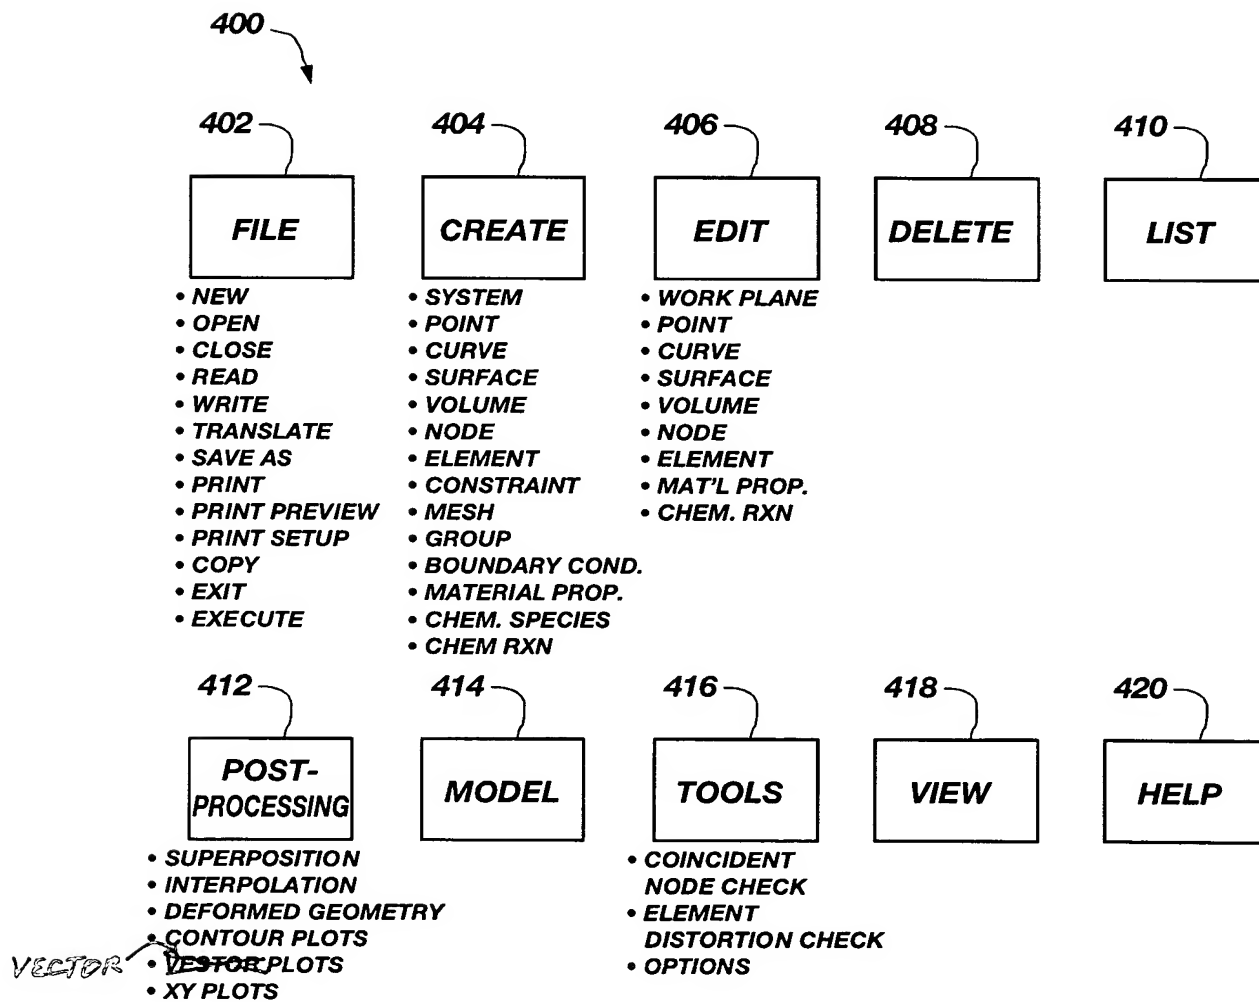 400
402
404
406
408
410
FILE
CREATE
EDIT
DELETE
LIST
• NEW
• OPEN
• CLOSE
• READ
• WRITE
• TRANSLATE
• SAVE AS
• PRINT
• PRINT PREVIEW
• PRINT SETUP
• COPY
• EXIT
• EXECUTE
• SYSTEM
• POINT
• CURVE
• SURFACE
• VOLUME
• NODE
• ELEMENT
• CONSTRAINT
• MESH
• GROUP
• BOUNDARY COND.
• MATERIAL PROP.
• CHEM. SPECIES
• CHEM RXN
• WORK PLANE
• POINT
• CURVE
• SURFACE
• VOLUME
• NODE
• ELEMENT
• MAT'L PROP.
• CHEM. RXN
412
414
416
418
420
POST-
PROCESSING
MODEL
TOOLS
VIEW
HELP
• SUPERPOSITION
• INTERPOLATION
• DEFORMED GEOMETRY
• CONTOUR PLOTS
VECTOR
• VESTOR PLOTS
• XY PLOTS
• COINCIDENT
NODE CHECK
• ELEMENT
DISTORTION CHECK
• OPTIONS